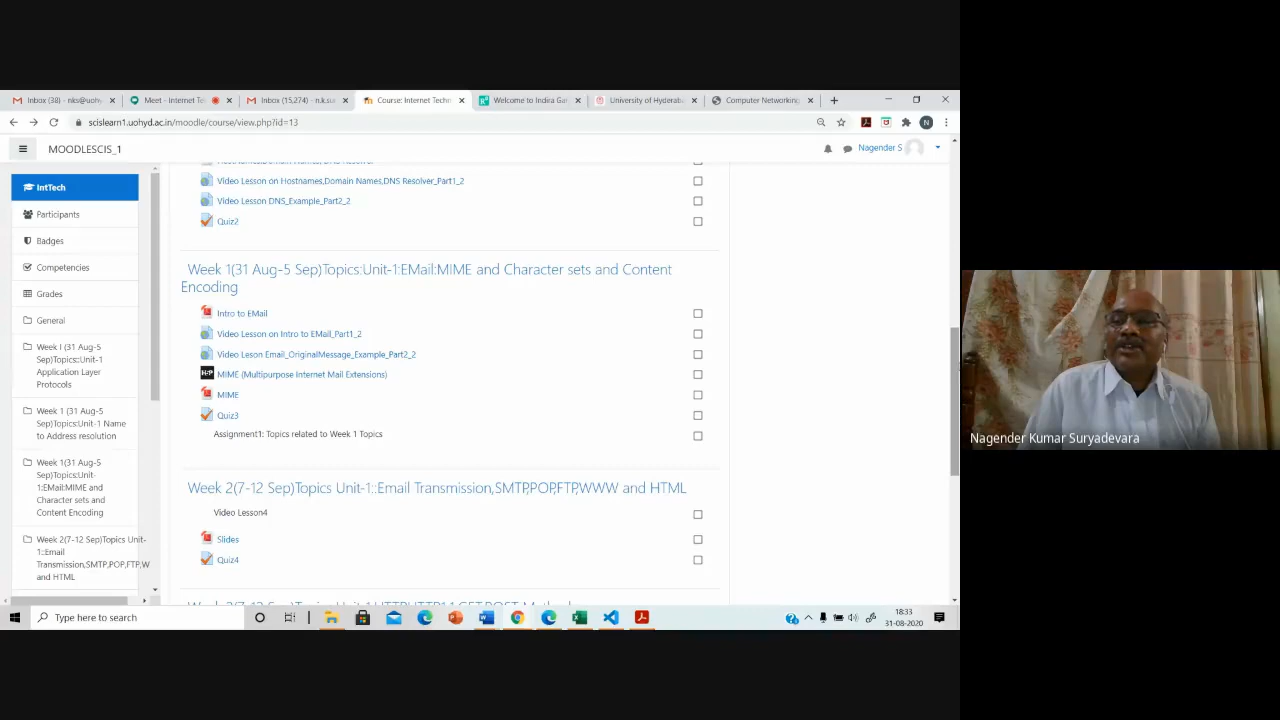 Inbox (38) - nks@uohy
Meet – Internet Te
Inbox (15,274) - n.k.su
Course: Internet Techn
Welcome to Indira Ga
University of Hyderaba
Computer Networking
scislearn1.uohyd.ac.in/moodle/course/view.php?id=13
MOODLESCIS_1
Nagender S
IntTech
Participants
Badges
Competencies
Grades
General
Week I (31 Aug-5
Sep)Topics:Unit-1
Application Layer
Protocols
Week 1 (31 Aug-5
Sep)Topics:Unit-1 Name
to Address resolution
Week 1(31 Aug-5
Sep)Topics:Unit-
1:EMail:MIME and
Character sets and
Content Encoding
Week 2(7-12 Sep)Topics Unit-
1::Email
Transmission,SMTP,POP,FTP,W
and HTML
Video Lesson on Hostnames,Domain Names,DNS Resolver_Part1_2
Video Lesson DNS_Example_Part2_2
Quiz2
Week 1(31 Aug-5 Sep)Topics:Unit-1:EMail:MIME and Character sets and Content
Encoding
Intro to EMail
Video Lesson on Intro to EMail_Part1_2
Video Leson Email_OriginalMessage_Example_Part2_2
MIME (Multipurpose Internet Mail Extensions)
MIME
Quiz3
Assignment1: Topics related to Week 1 Topics
Week 2(7-12 Sep)Topics Unit-1::Email Transmission,SMTP,POP,FTP,WWW and HTML
Video Lesson4
Slides
Quiz4
Nagender Kumar Suryadevara
Type here to search
18:33
31-08-2020